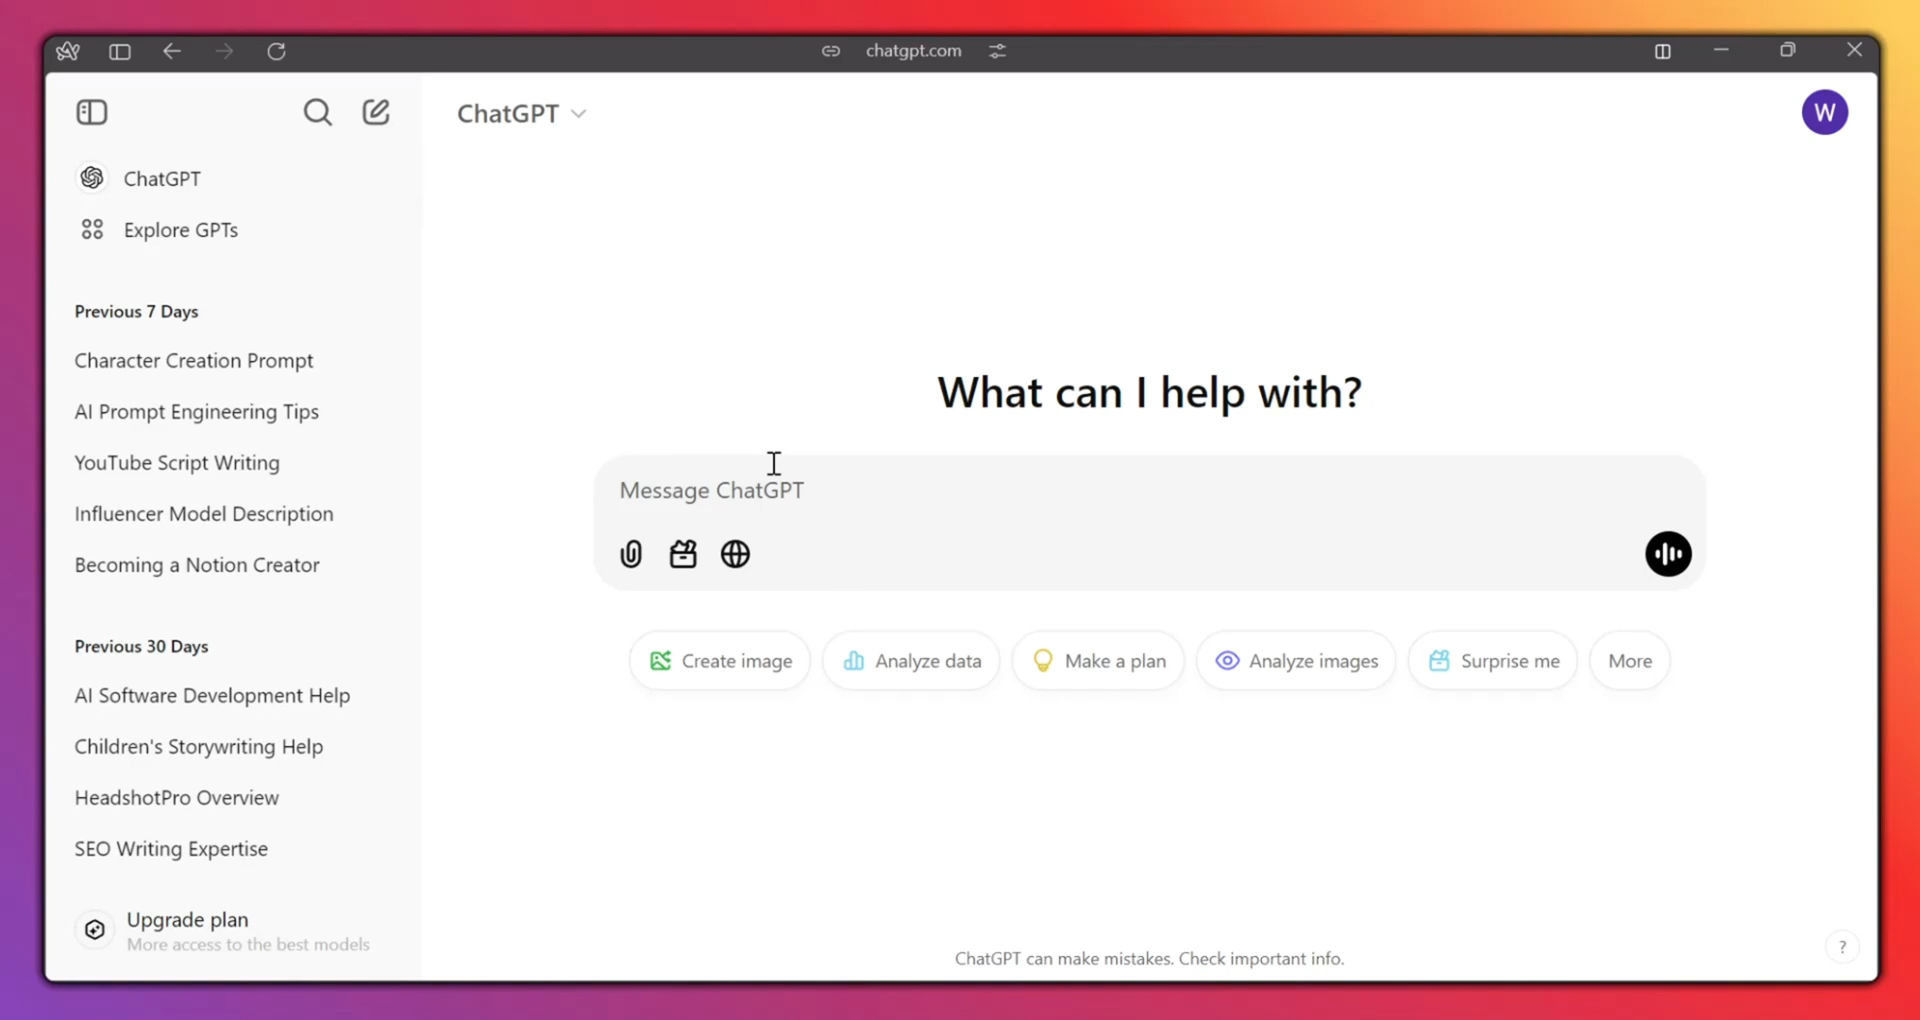 chatgpt.com
ChatGPT
W
ChatGPT
Explore GPTs
Previous 7 Days
Character Creation Prompt
AI Prompt Engineering Tips
YouTube Script Writing
Influencer Model Description
Becoming a Notion Creator
Previous 30 Days
AI Software Development Help
Children's Storywriting Help
HeadshotPro Overview
SEO Writing Expertise
Upgrade plan
More access to the best models
What can I help with?
Message ChatGPT
Create image
Analyze data
Make a plan
Analyze images
Surprise me
More
ChatGPT can make mistakes. Check important info.
?